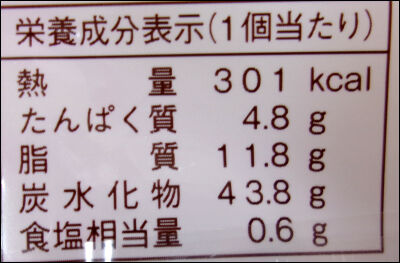 栄養成分表示(1個当たり)
熱量 301 kcal
たんぱく質 4.8 g
脂質 11.8 g
炭水化物 43.8 g
食塩相当量 0.6 g